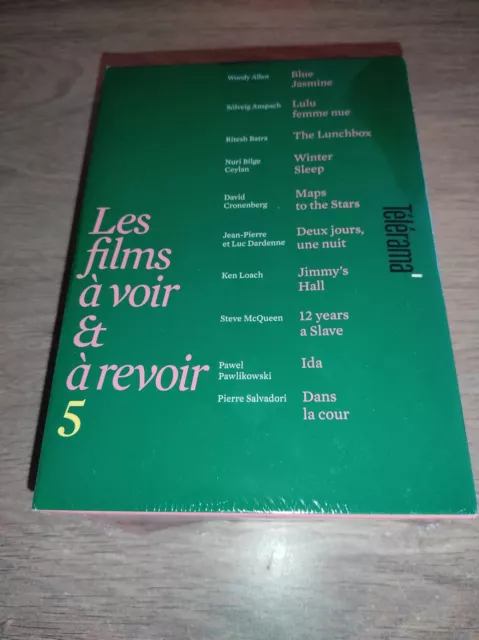 Woody Allen
Blue
Jasmine
Sólveig Anspach
Lulu
femme nue
Ritesh Batra
The Lunchbox
Nuri Bilge
Ceylan
Winter
Sleep
David
Cronenberg
Maps
to the Stars
Jean-Pierre
et Luc Dardenne
Deux jours,
une nuit
Ken Loach
Jimmy's
Hall
Steve McQueen
12 years
a Slave
Pawel
Pawlikowski
Ida
Pierre Salvadori
Dans
la cour
Les
films
à voir
&
à revoir
5
Télérama'